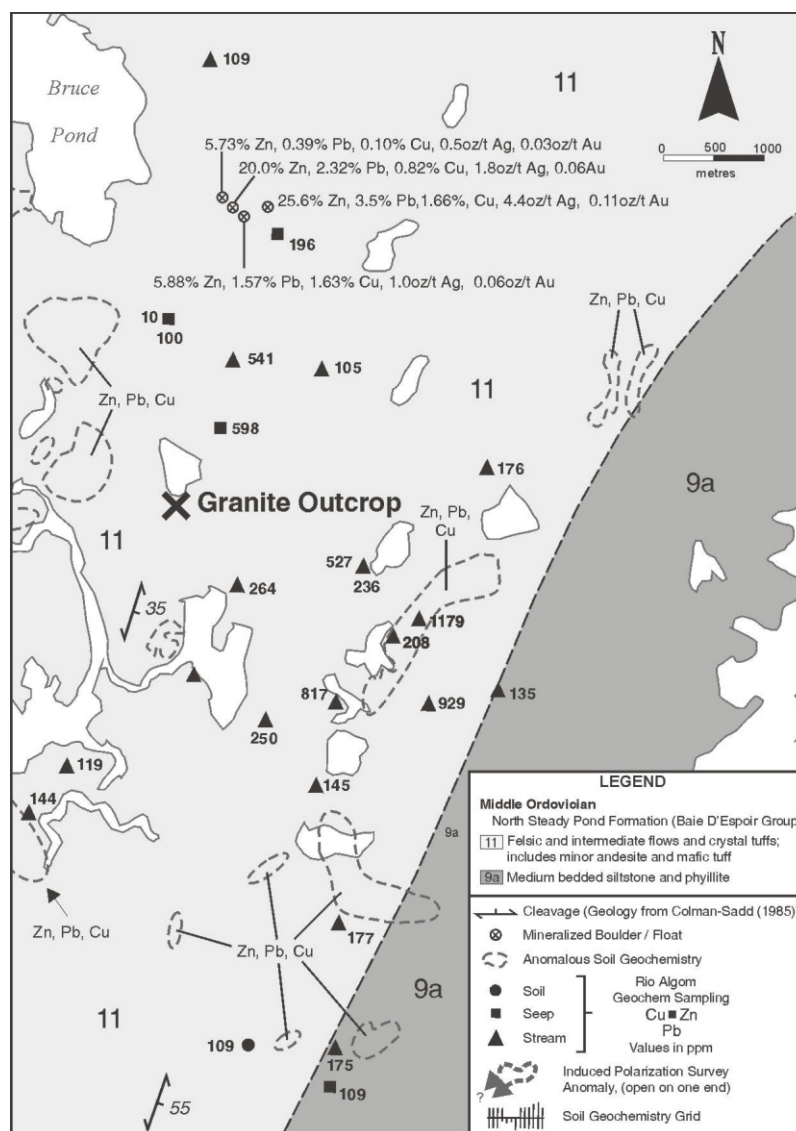 109
11
N
Bruce
Pond
0 500 1000
metres
5.73% Zn, 0.39% Pb, 0.10% Cu, 0.5oz/t Ag, 0.03oz/t Au
20.0% Zn, 2.32% Pb, 0.82% Cu, 1.8oz/t Ag, 0.06Au
25.6% Zn, 3.5% Pb,1.66%, Cu, 4.4oz/t Ag, 0.11oz/t Au
196
5.88% Zn, 1.57% Pb, 1.63% Cu, 1.0oz/t Ag, 0.06oz/t Au
Zn, Pb, Cu
10
100
541
105
Zn, Pb, Cu
11
598
176
9a
Granite Outcrop
Zn, Pb,
Cu
11
527
236
264
35
1179
208
817
929
135
250
119
145
144
9a
Zn, Pb, Cu
177
Zn, Pb, Cu
9a
11
109
175
109
55
LEGEND
Middle Ordovician
North Steady Pond Formation (Baie D'Espoir Group)
11 Felsic and intermediate flows and crystal tuffs;
includes minor andesite and mafic tuff
9a Medium bedded siltstone and phyllite
Cleavage (Geology from Colman-Sadd (1985)
Mineralized Boulder / Float
Anomalous Soil Geochemistry
Soil
Seep
Stream
Rio Algom
Geochem Sampling
Cu Zn
Pb
Values in ppm
Induced Polarization Survey
Anomaly, (open on one end)
?
Soil Geochemistry Grid